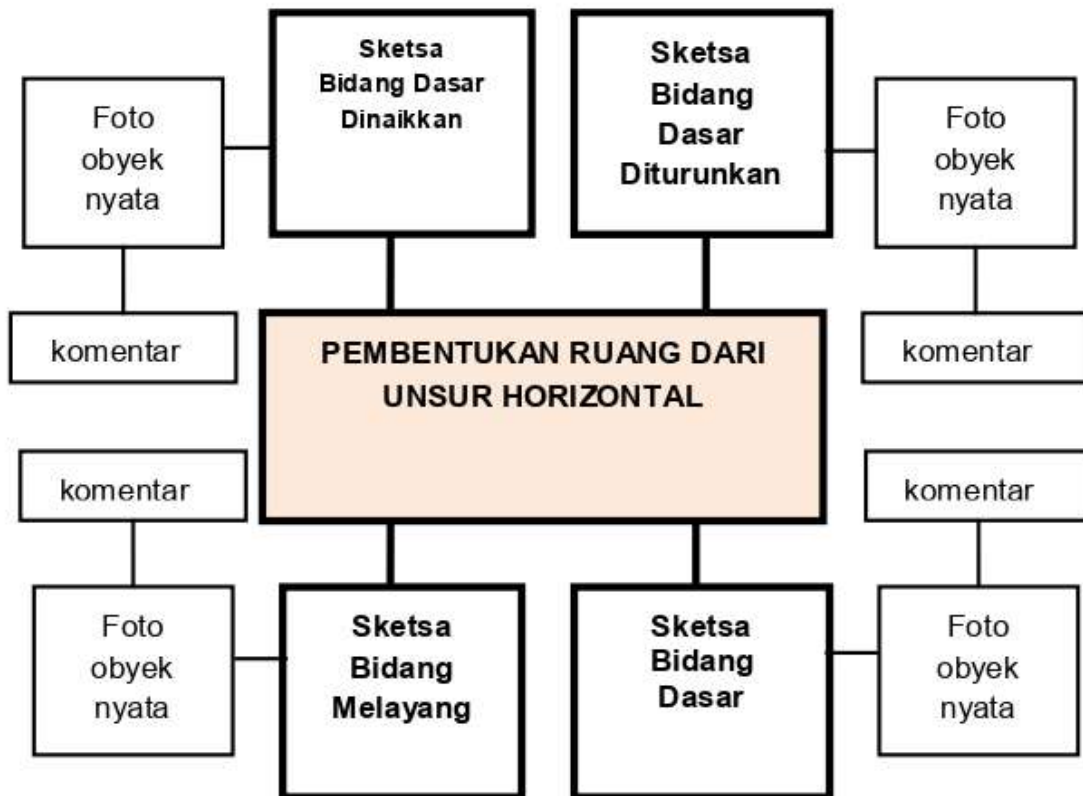 Sketsa
Bidang Dasar
Dinaikkan
Sketsa
Bidang
Dasar
Diturunkan
Foto
obyek
nyata
Foto
obyek
nyata
komentar
komentar
PEMBENTUKAN RUANG DARI
UNSUR HORIZONTAL
komentar
komentar
Foto
obyek
nyata
Sketsa
Bidang
Melayang
Sketsa
Bidang
Dasar
Foto
obyek
nyata